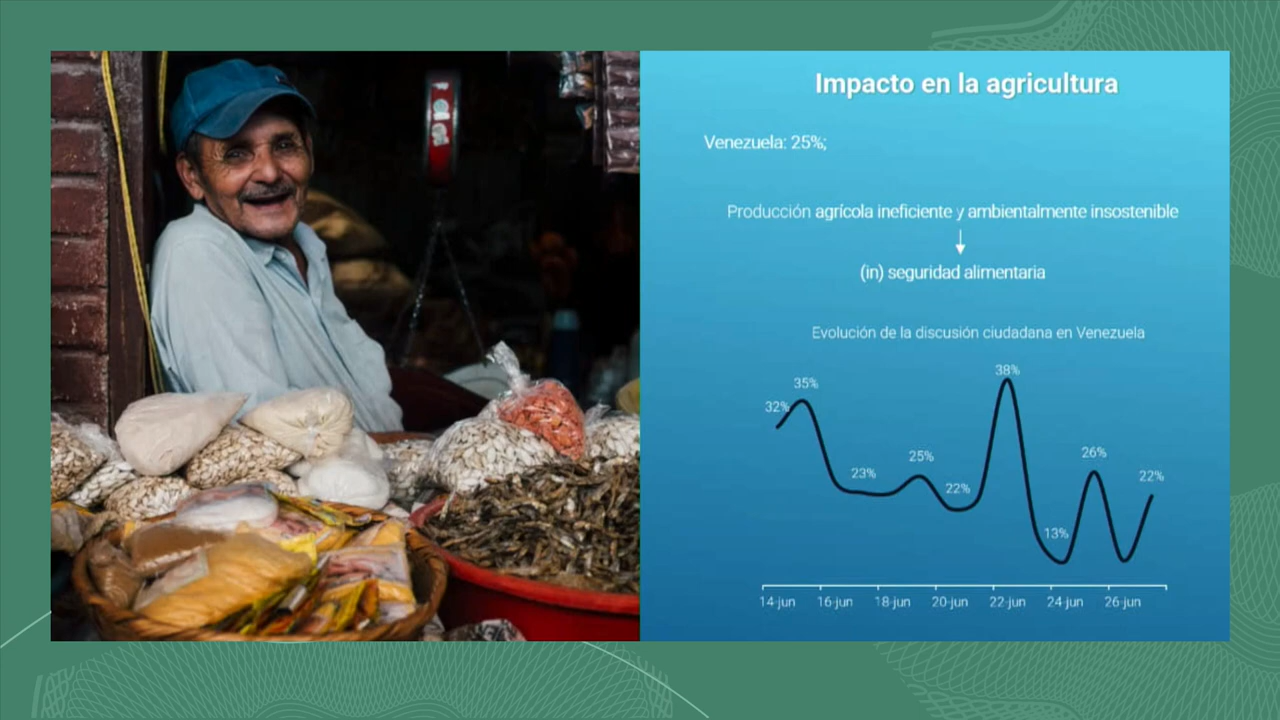 Impacto en la agricultura
Venezuela: 25%;
Producción agrícola ineficiente y ambientalmente insostenible
(in) seguridad alimentaria
Evolución de la discusión ciudadana en Venezuela
32%
35%
23%
25%
22%
38%
13%
26%
22%
14-jun 16-jun 18-jun 20-jun 22-jun 24-jun 26-jun